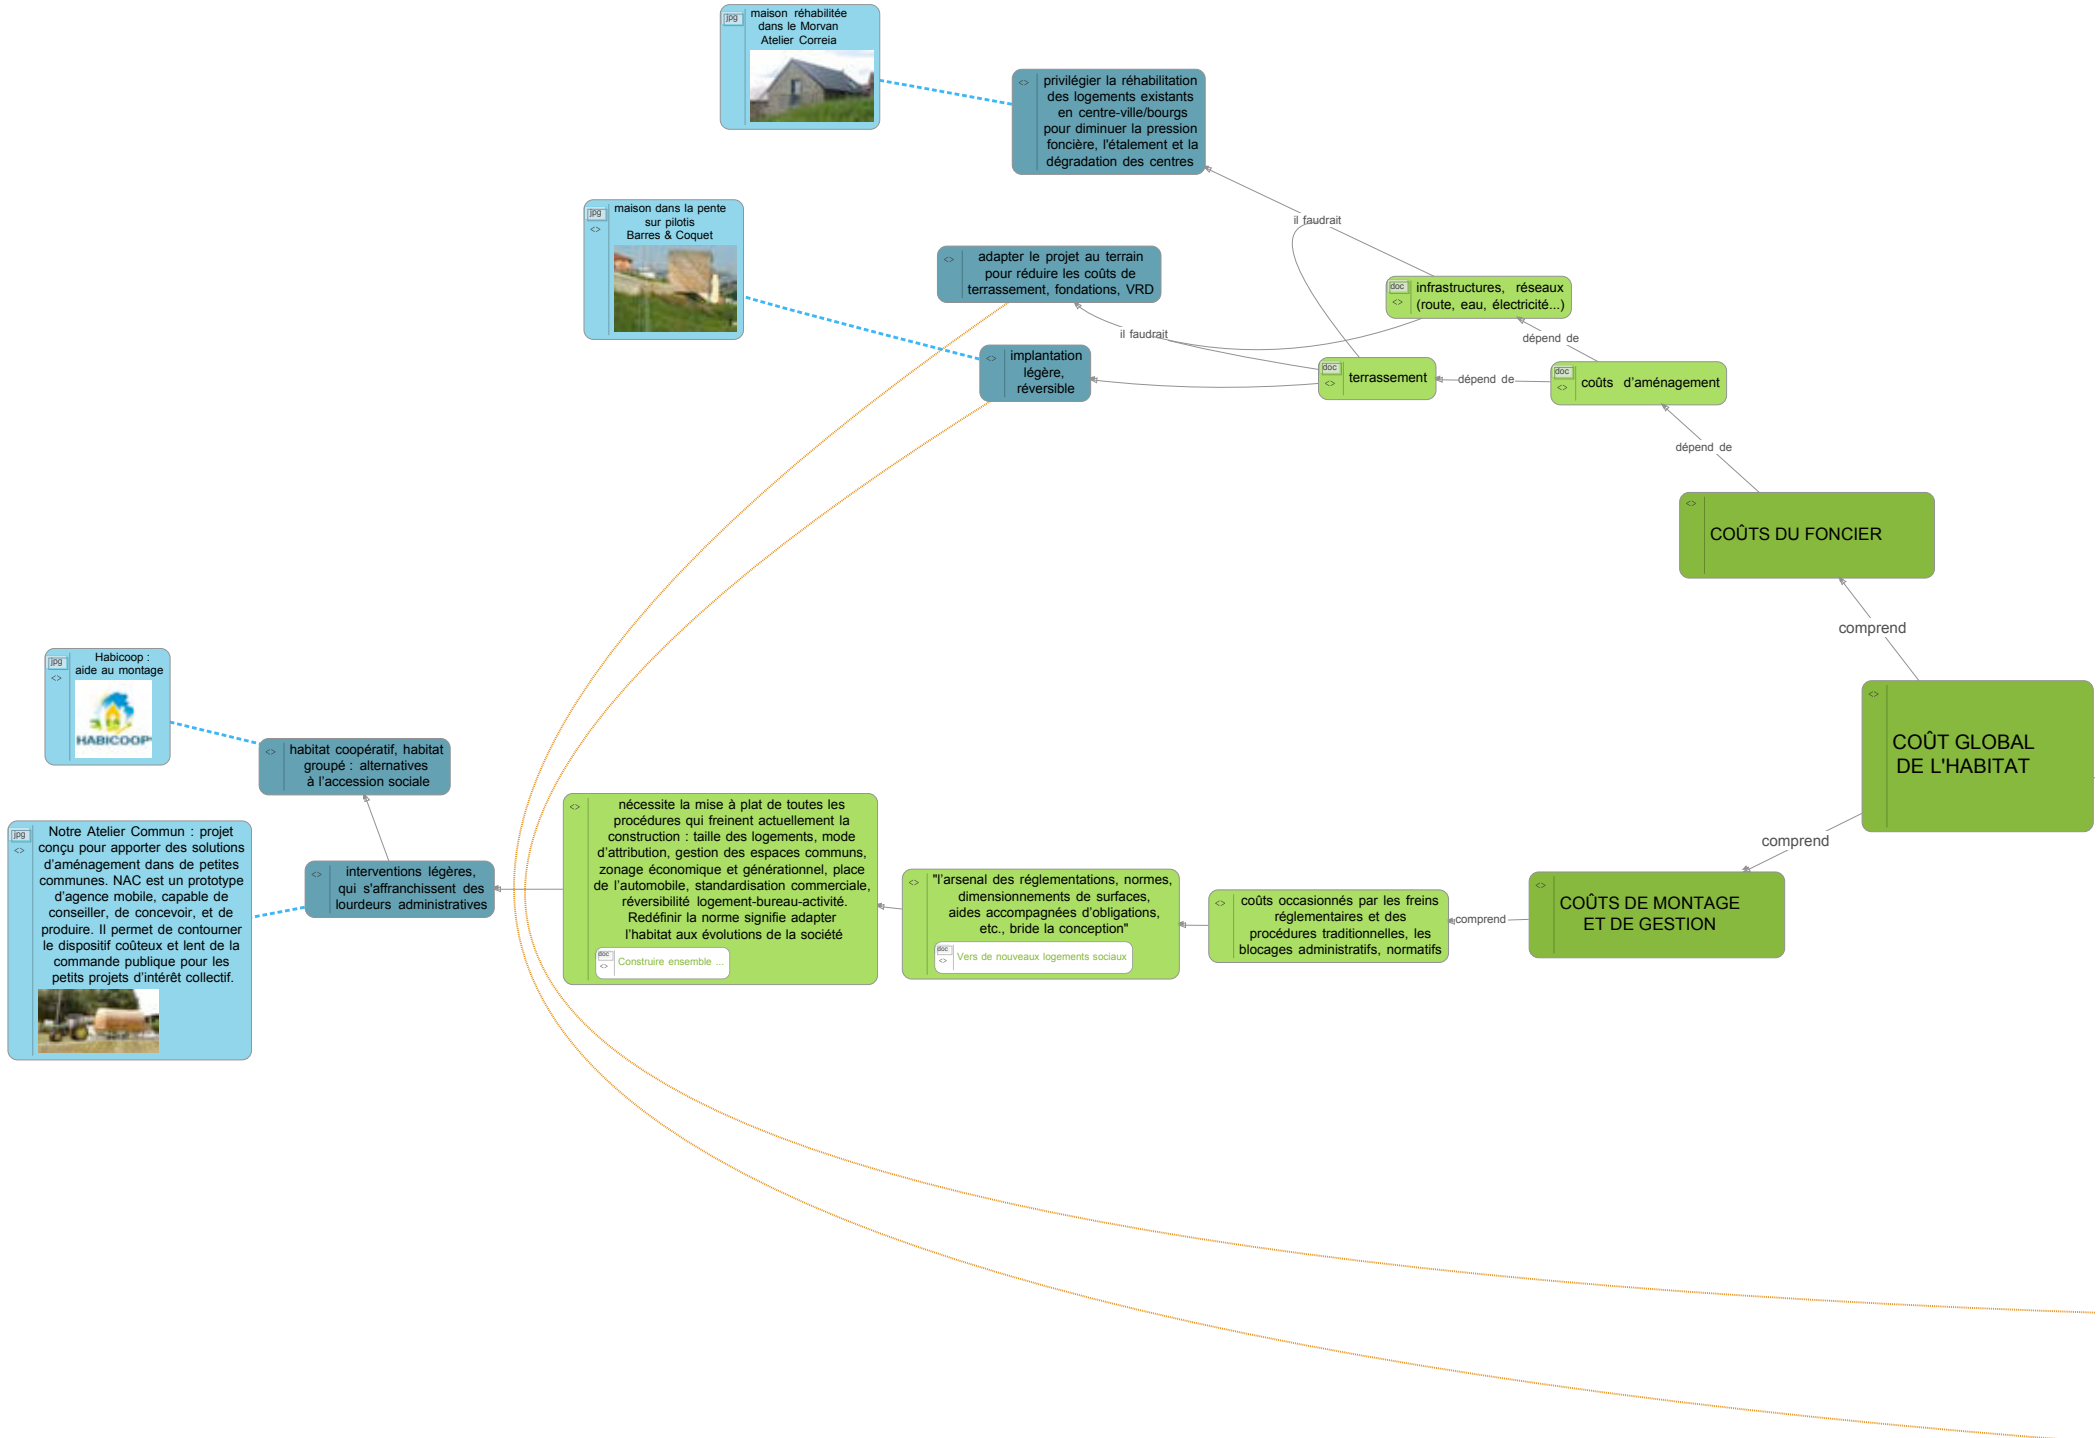 jpg
maison réhabilitée
dans le Morvan
Atelier Correia
<>
privilégier la réhabilitation
des logements existants
en centre-ville/bourgs
pour diminuer la pression
foncière, l'étalement et la
dégradation des centres
jpg
<>
maison dans la pente
sur pilotis
Barres & Coquet
il faudrait
<>
adapter le projet au terrain
pour réduire les coûts de
terrassement, fondations, VRD
doc
<>
infrastructures, réseaux
(route, eau, électricité...)
il faudrait
dépend de
<>
implantation
légère,
réversible
doc
<>
terrassement
dépend de
doc
<>
coûts d'aménagement
dépend de
<>
COÛTS DU FONCIER
comprend
jpg
<>
Habicoop :
aide au montage
HABICOOP
<>
COÛT GLOBAL
DE L'HABITAT
<>
habitat coopératif, habitat
groupé : alternatives
à l'accession sociale
comprend
jpg
<>
Notre Atelier Commun : projet
conçu pour apporter des solutions
d'aménagement dans de petites
communes. NAC est un prototype
d'agence mobile, capable de
conseiller, de concevoir, et de
produire. Il permet de contourner
le dispositif coûteux et lent de la
commande publique pour les
petits projets d'intérêt collectif.
<>
interventions légères,
qui s'affranchissent des
lourdeurs administratives
<>
nécessite la mise à plat de toutes les
procédures qui freinent actuellement la
construction : taille des logements, mode
d'attribution, gestion des espaces communs,
zonage économique et générationnel, place
de l'automobile, standardisation commerciale,
réversibilité logement-bureau-activité.
Redéfinir la norme signifie adapter
l'habitat aux évolutions de la société
doc
<>
Construire ensemble ...
<>
"l'arsenal des réglementations, normes,
dimensionnements de surfaces,
aides accompagnées d'obligations,
etc., bride la conception"
doc
<>
Vers de nouveaux logements sociaux
<>
coûts occasionnés par les freins
réglementaires et des
procédures traditionnelles, les
blocages administratifs, normatifs
comprend
<>
COÛTS DE MONTAGE
ET DE GESTION